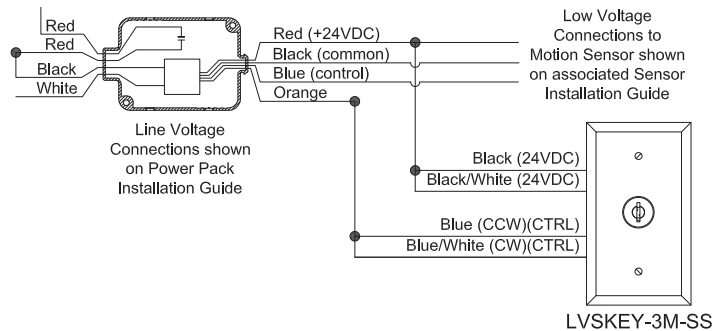 Red
Red
Black
White
Red (+24VDC)
Black (common)
Blue (control)
Orange
Low Voltage
Connections to
Motion Sensor shown
on associated Sensor
Installation Guide
Line Voltage
Connections shown
on Power Pack
Installation Guide
Black (24VDC)
Black/White (24VDC)
Blue (CCW)(CTRL)
Blue/White (CW)(CTRL)
LVSKEY-3M-SS